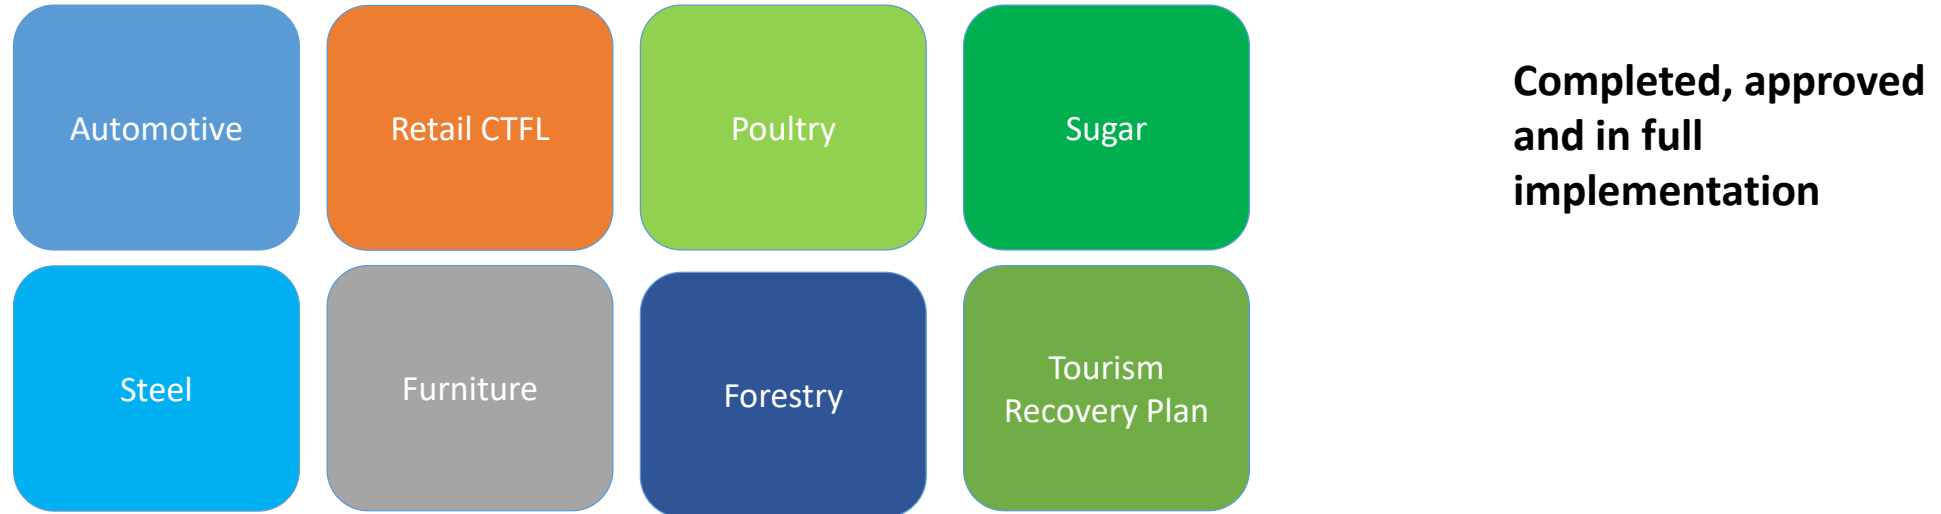 Automotive
Retail CTFL
Poultry
Sugar
Completed, approved
and in full
implementation
Steel
Furniture
Forestry
Tourism
Recovery Plan